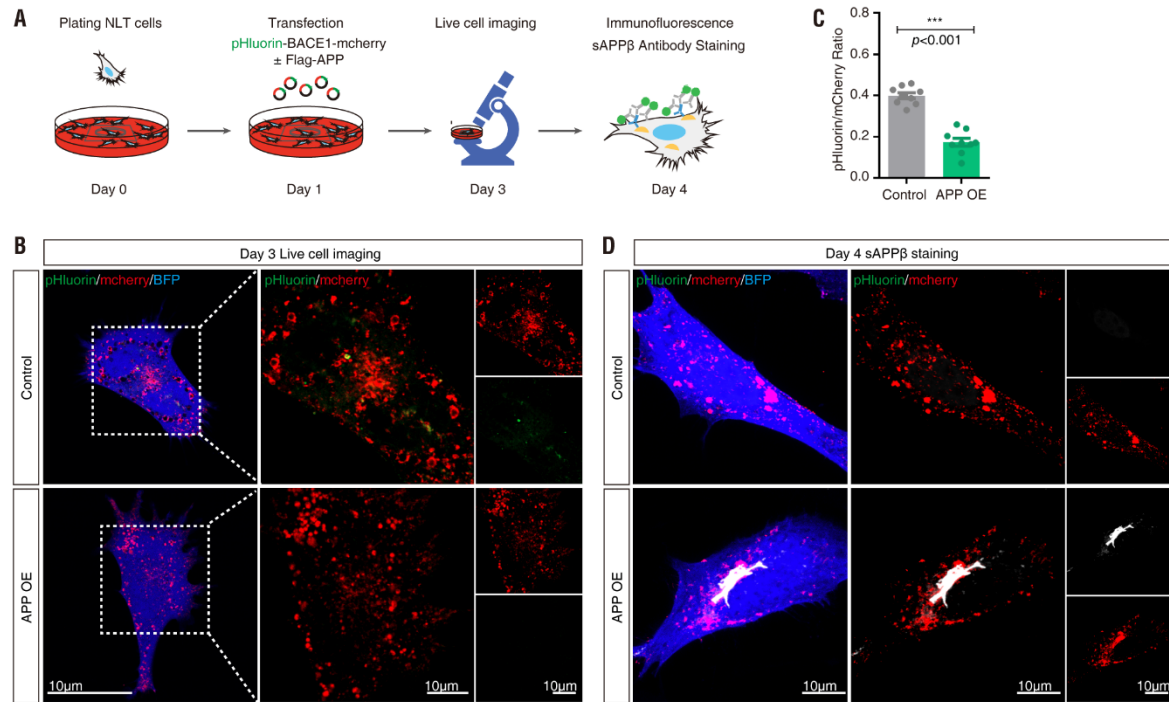 A
Plating NLT cells
Transfection
pHluorin-BACE1-mcherry
± Flag-APP
Live cell imaging
Immunofluorescence
sAPPβ Antibody Staining
Day 0
Day 1
Day 3
Day 4
C
pHluorin/mCherry Ratio
0.8
0.6
0.4
0.2
0.0
***
p<0.001
Control
APP OE
B
Day 3 Live cell imaging
Control
APP OE
pHluorin/mcherry/BFP
pHluorin/mcherry
10μm
10μm
10μm
D
Day 4 sAPPβ staining
Control
APP OE
pHluorin/mcherry/BFP
pHluorin/mcherry
10μm
10μm